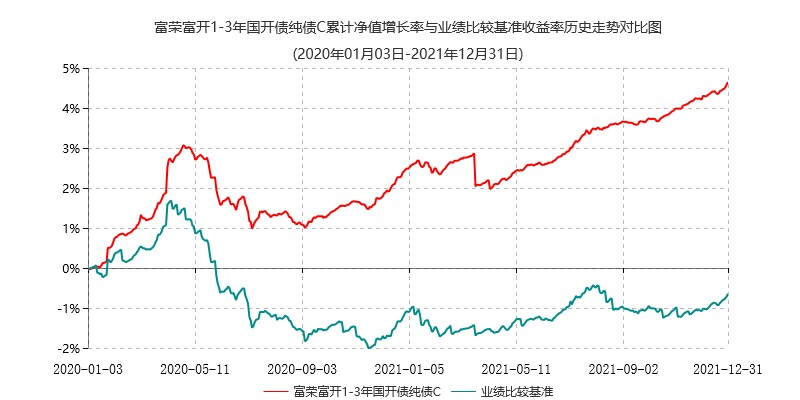 富荣富开1-3年国开债纯债C累计净值增长率与业绩比较基准收益率历史走势对比图
(2020年01月03日-2021年12月31日)
5%
4%
3%
2%
1%
0%
-1%
-2%
2020-01-03 2020-05-11 2020-09-03 2021-01-05 2021-05-11 2021-09-02 2021-12-31
富荣富开1-3年国开债纯债C 业绩比较基准